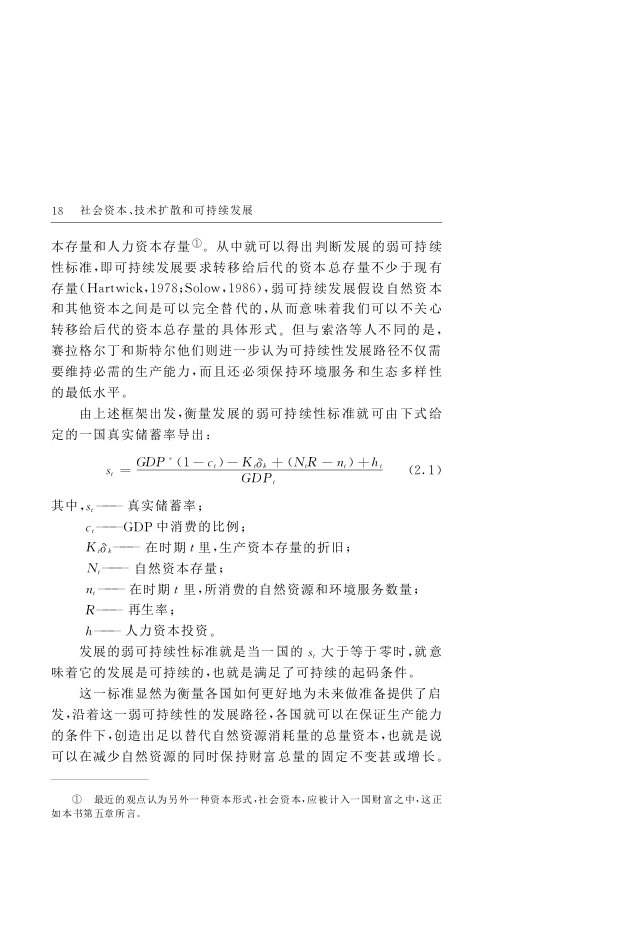 18 社会资本、技术扩散和可持续发展
本存量和人力资本存量①。从中就可以得出判断发展的弱可持续
性标准,即可持续发展要求转移给后代的资本总存量不少于现有
存量(Hartwick,1978;Solow,1986),弱可持续发展假设自然资本
和其他资本之间是可以完全替代的,从而意味着我们可以不关心
转移给后代的资本总存量的具体形式。但与索洛等人不同的是,
赛拉格尔丁和斯特尔他们则进一步认为可持续性发展路径不仅需
要维持必需的生产能力,而且还必须保持环境服务和生态多样性
的最低水平。
由上述框架出发,衡量发展的弱可持续性标准就可由下式给
定的一国真实储蓄率导出:
s_t = \frac{GDP^*(1-c_t)-K_tδ_k+(N_tR-n_t)+h_t}{GDP_t} (2.1)
其中,s_t—— 真实储蓄率;
c_t——GDP 中消费的比例;
K_tδ_k—— 在时期 t 里,生产资本存量的折旧;
N_t—— 自然资本存量;
n_t—— 在时期 t 里,所消费的自然资源和环境服务数量;
R—— 再生率;
h—— 人力资本投资。
发展的弱可持续性标准就是当一国的 s_t 大于等于零时,就意
味着它的发展是可持续的,也就是满足了可持续的起码条件。
这一标准显然为衡量各国如何更好地为未来做准备提供了启
发,沿着这一弱可持续性的发展路径,各国就可以在保证生产能力
的条件下,创造出足以替代自然资源消耗量的总量资本,也就是说
可以在减少自然资源的同时保持财富总量的固定不变甚或增长。
① 最近的观点认为另外一种资本形式,社会资本,应被计入一国财富之中,这正
如本书第五章所言。